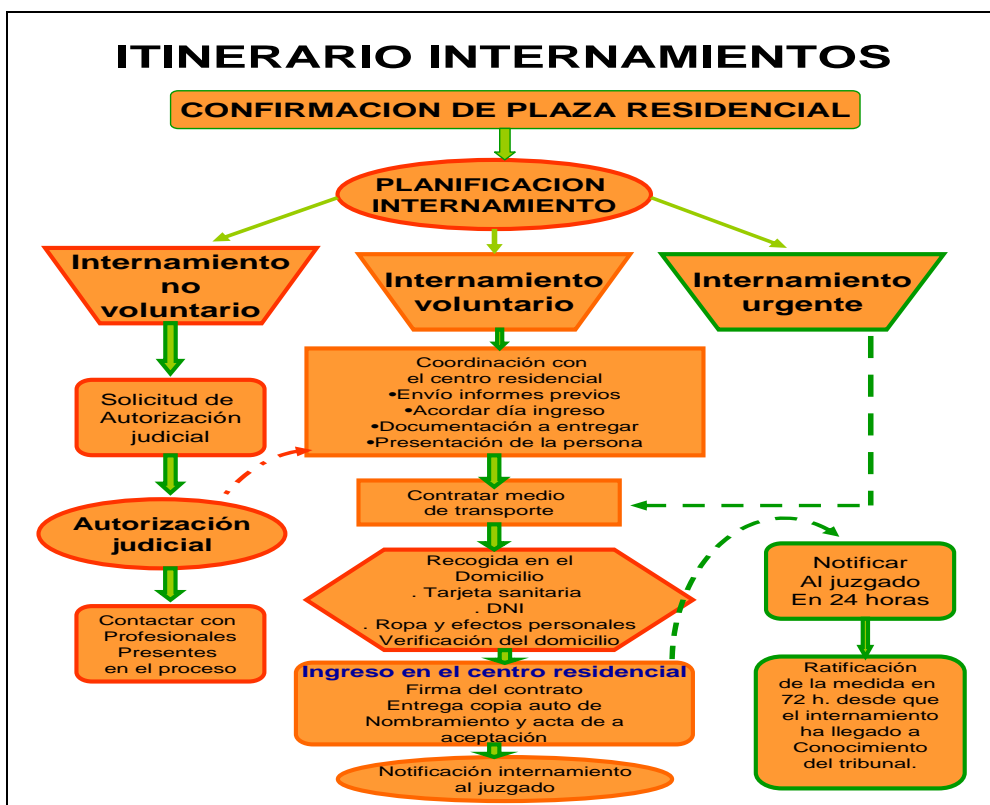 ITINERARIO INTERNAMIENTOS
CONFIRMACION DE PLAZA RESIDENCIAL
PLANIFICACION
INTERNAMIENTO
Internamiento
no
voluntario
Solicitud de
Autorización
judicial
Autorización
judicial
Contactar con
Profesionales
Presentes
en el proceso
Internamiento
voluntario
Coordinación con
el centro residencial
•Envío informes previos
•Acordar día ingreso
•Documentación a entregar
•Presentación de la persona
Contratar medio
de transporte
Recogida en el
Domicilio
. Tarjeta sanitaria
. DNI
. Ropa y efectos personales
Verificación del domicilio
Ingreso en el centro residencial
Firma del contrato
Entrega copia auto de
Nombramiento y acta de a
aceptación
Notificación internamiento
al juzgado
Internamiento
urgente
Notificar
Al juzgado
En 24 horas
Ratificación
de la medida en
72 h. desde que
el internamiento
ha llegado a
Conocimiento
del tribunal.